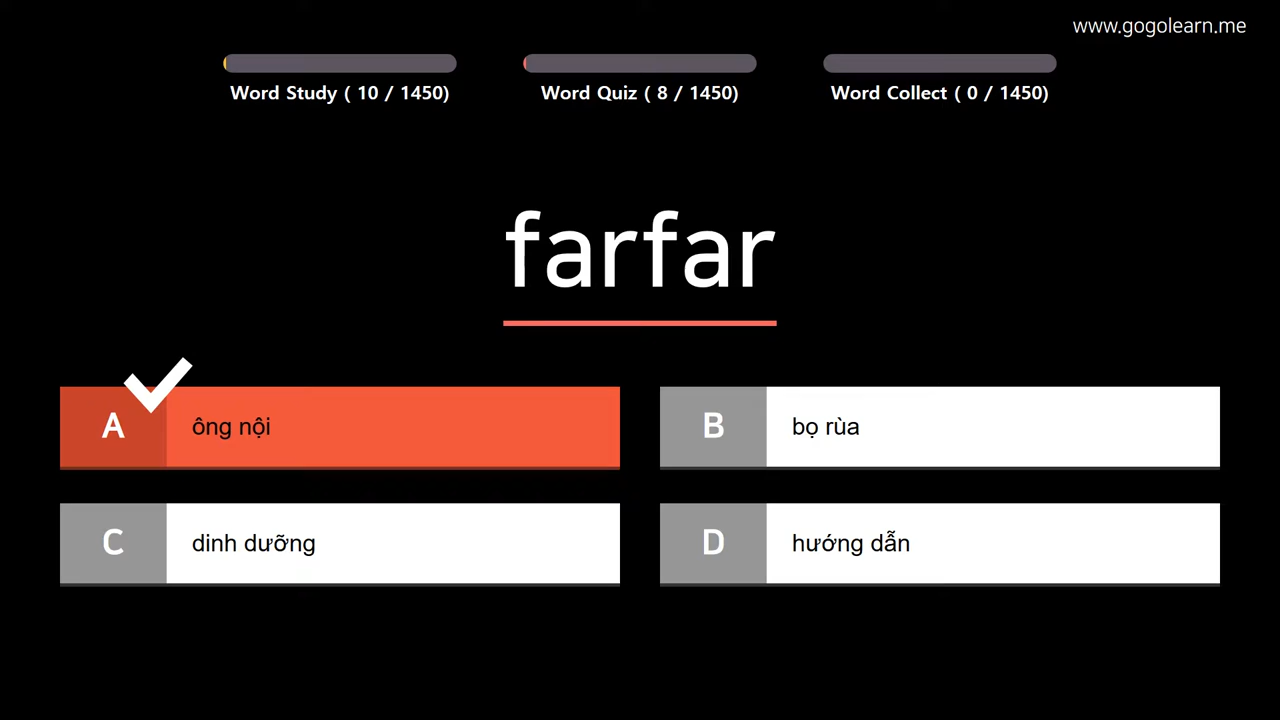 www.gogolearn.me
Word Study ( 10 / 1450)
Word Quiz ( 8 / 1450)
Word Collect ( 0 / 1450)
farfar
A ông nội
B bọ rùa
C dinh dưỡng
D hướng dẫn